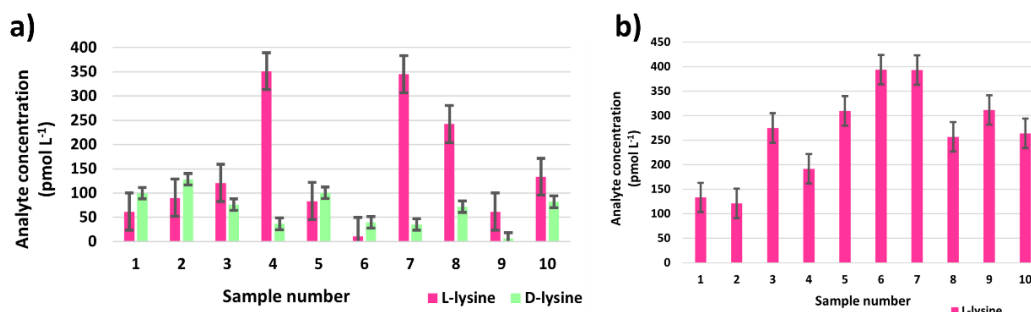 a)
Analyte concentration
(pmol L⁻¹)
400
350
300
250
200
150
100
50
0
1 2 3 4 5 6 7 8 9 10
Sample number
L-lysine D-lysine
b)
Analyte concentration
(pmol L⁻¹)
450
400
350
300
250
200
150
100
50
0
1 2 3 4 5 6 7 8 9 10
Sample number
L-lysine